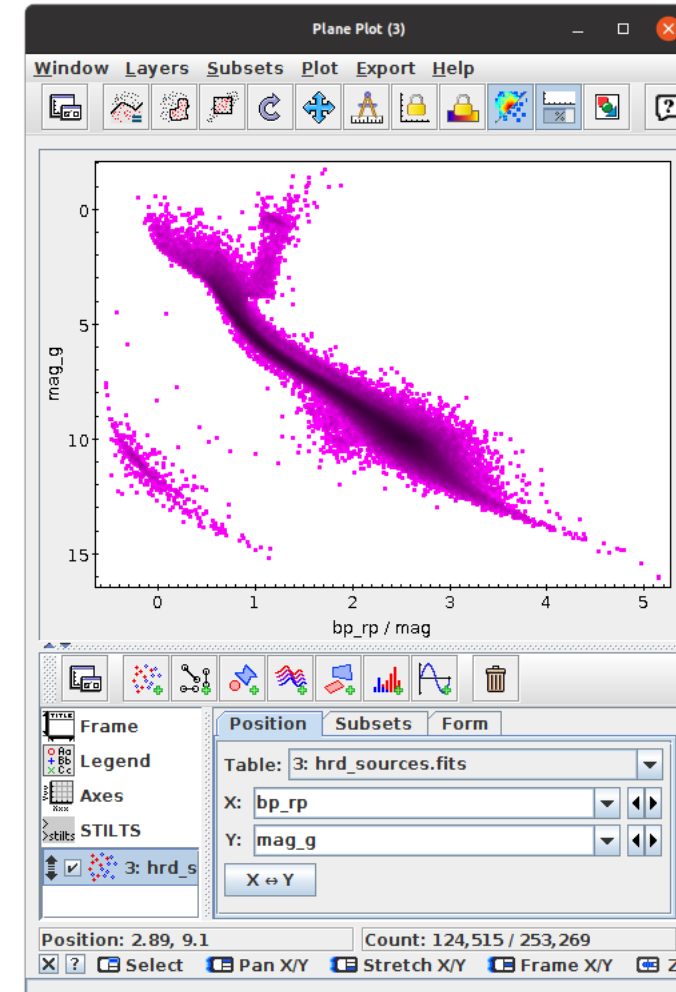 Plane Plot (3)
Window Layers Subsets Plot Export Help
0
5
10
15
mag_g
0 1 2 3 4 5
bp_rp / mag
Frame
Legend
Axes
STILTS
3: hrd_s
Position Subsets Form
Table: 3: hrd_sources.fits
X: bp_rp
Y: mag_g
X ⇔ Y
Position: 2.89, 9.1
Count: 124,515 / 253,269
X ? Select Pan X/Y Stretch X/Y Frame X/Y Z